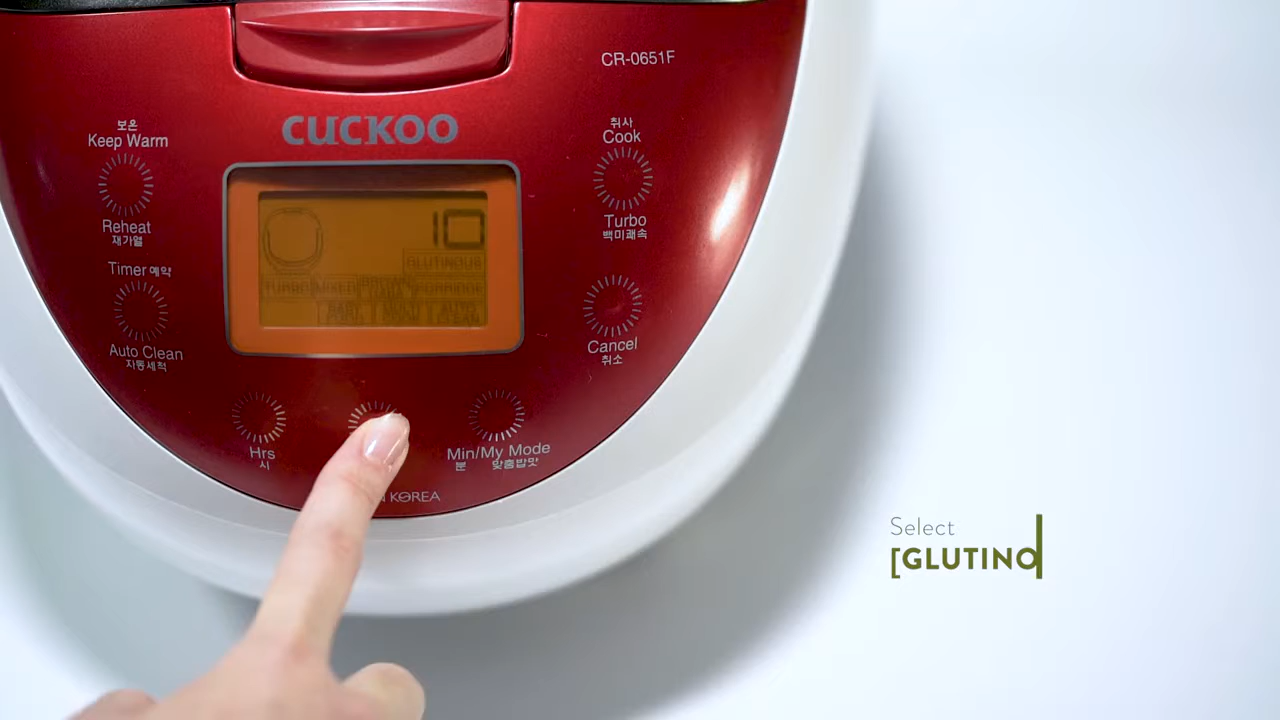 CR-0651F
CUCKOO
보온
Keep Warm
Reheat
재가열
Timer 예약
Auto Clean
자동세척
취사
Cook
Turbo
백미쾌속
Cancel
취소
10
GLUTINOUS
TURBO MIXED PORRIDGE
Hrs
시
Min/My Mode
분 맞춤밥맛
KOREA
Select
[GLUTINO